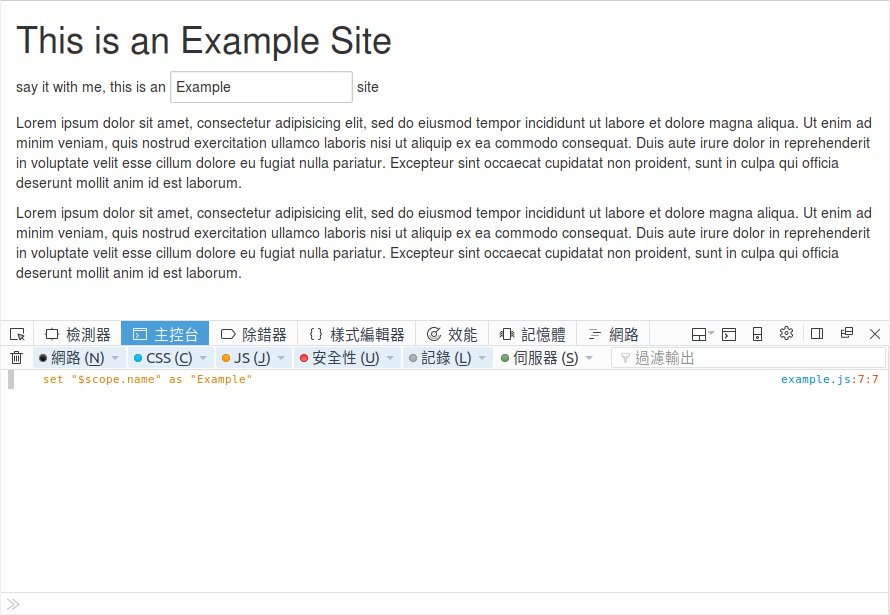 This is an Example Site
say it with me, this is an Example site
Lorem ipsum dolor sit amet, consectetur adipisicing elit, sed do eiusmod tempor incididunt ut labore et dolore magna aliqua. Ut enim ad
minim veniam, quis nostrud exercitation ullamco laboris nisi ut aliquip ex ea commodo consequat. Duis aute irure dolor in reprehenderit
in voluptate velit esse cillum dolore eu fugiat nulla pariatur. Excepteur sint occaecat cupidatat non proident, sunt in culpa qui officia
deserunt mollit anim id est laborum.
Lorem ipsum dolor sit amet, consectetur adipisicing elit, sed do eiusmod tempor incididunt ut labore et dolore magna aliqua. Ut enim ad
minim veniam, quis nostrud exercitation ullamco laboris nisi ut aliquip ex ea commodo consequat. Duis aute irure dolor in reprehenderit
in voluptate velit esse cillum dolore eu fugiat nulla pariatur. Excepteur sint occaecat cupidatat non proident, sunt in culpa qui officia
deserunt mollit anim id est laborum.
檢測器 主控台 除錯器 {} 樣式編輯器 效能 記憶體 網路
網路 (N) CSS (C) JS (J) 安全性 (U) 記錄 (L) 伺服器 (S) 過濾輸出
set "$scope.name" as "Example" example.js:7:7